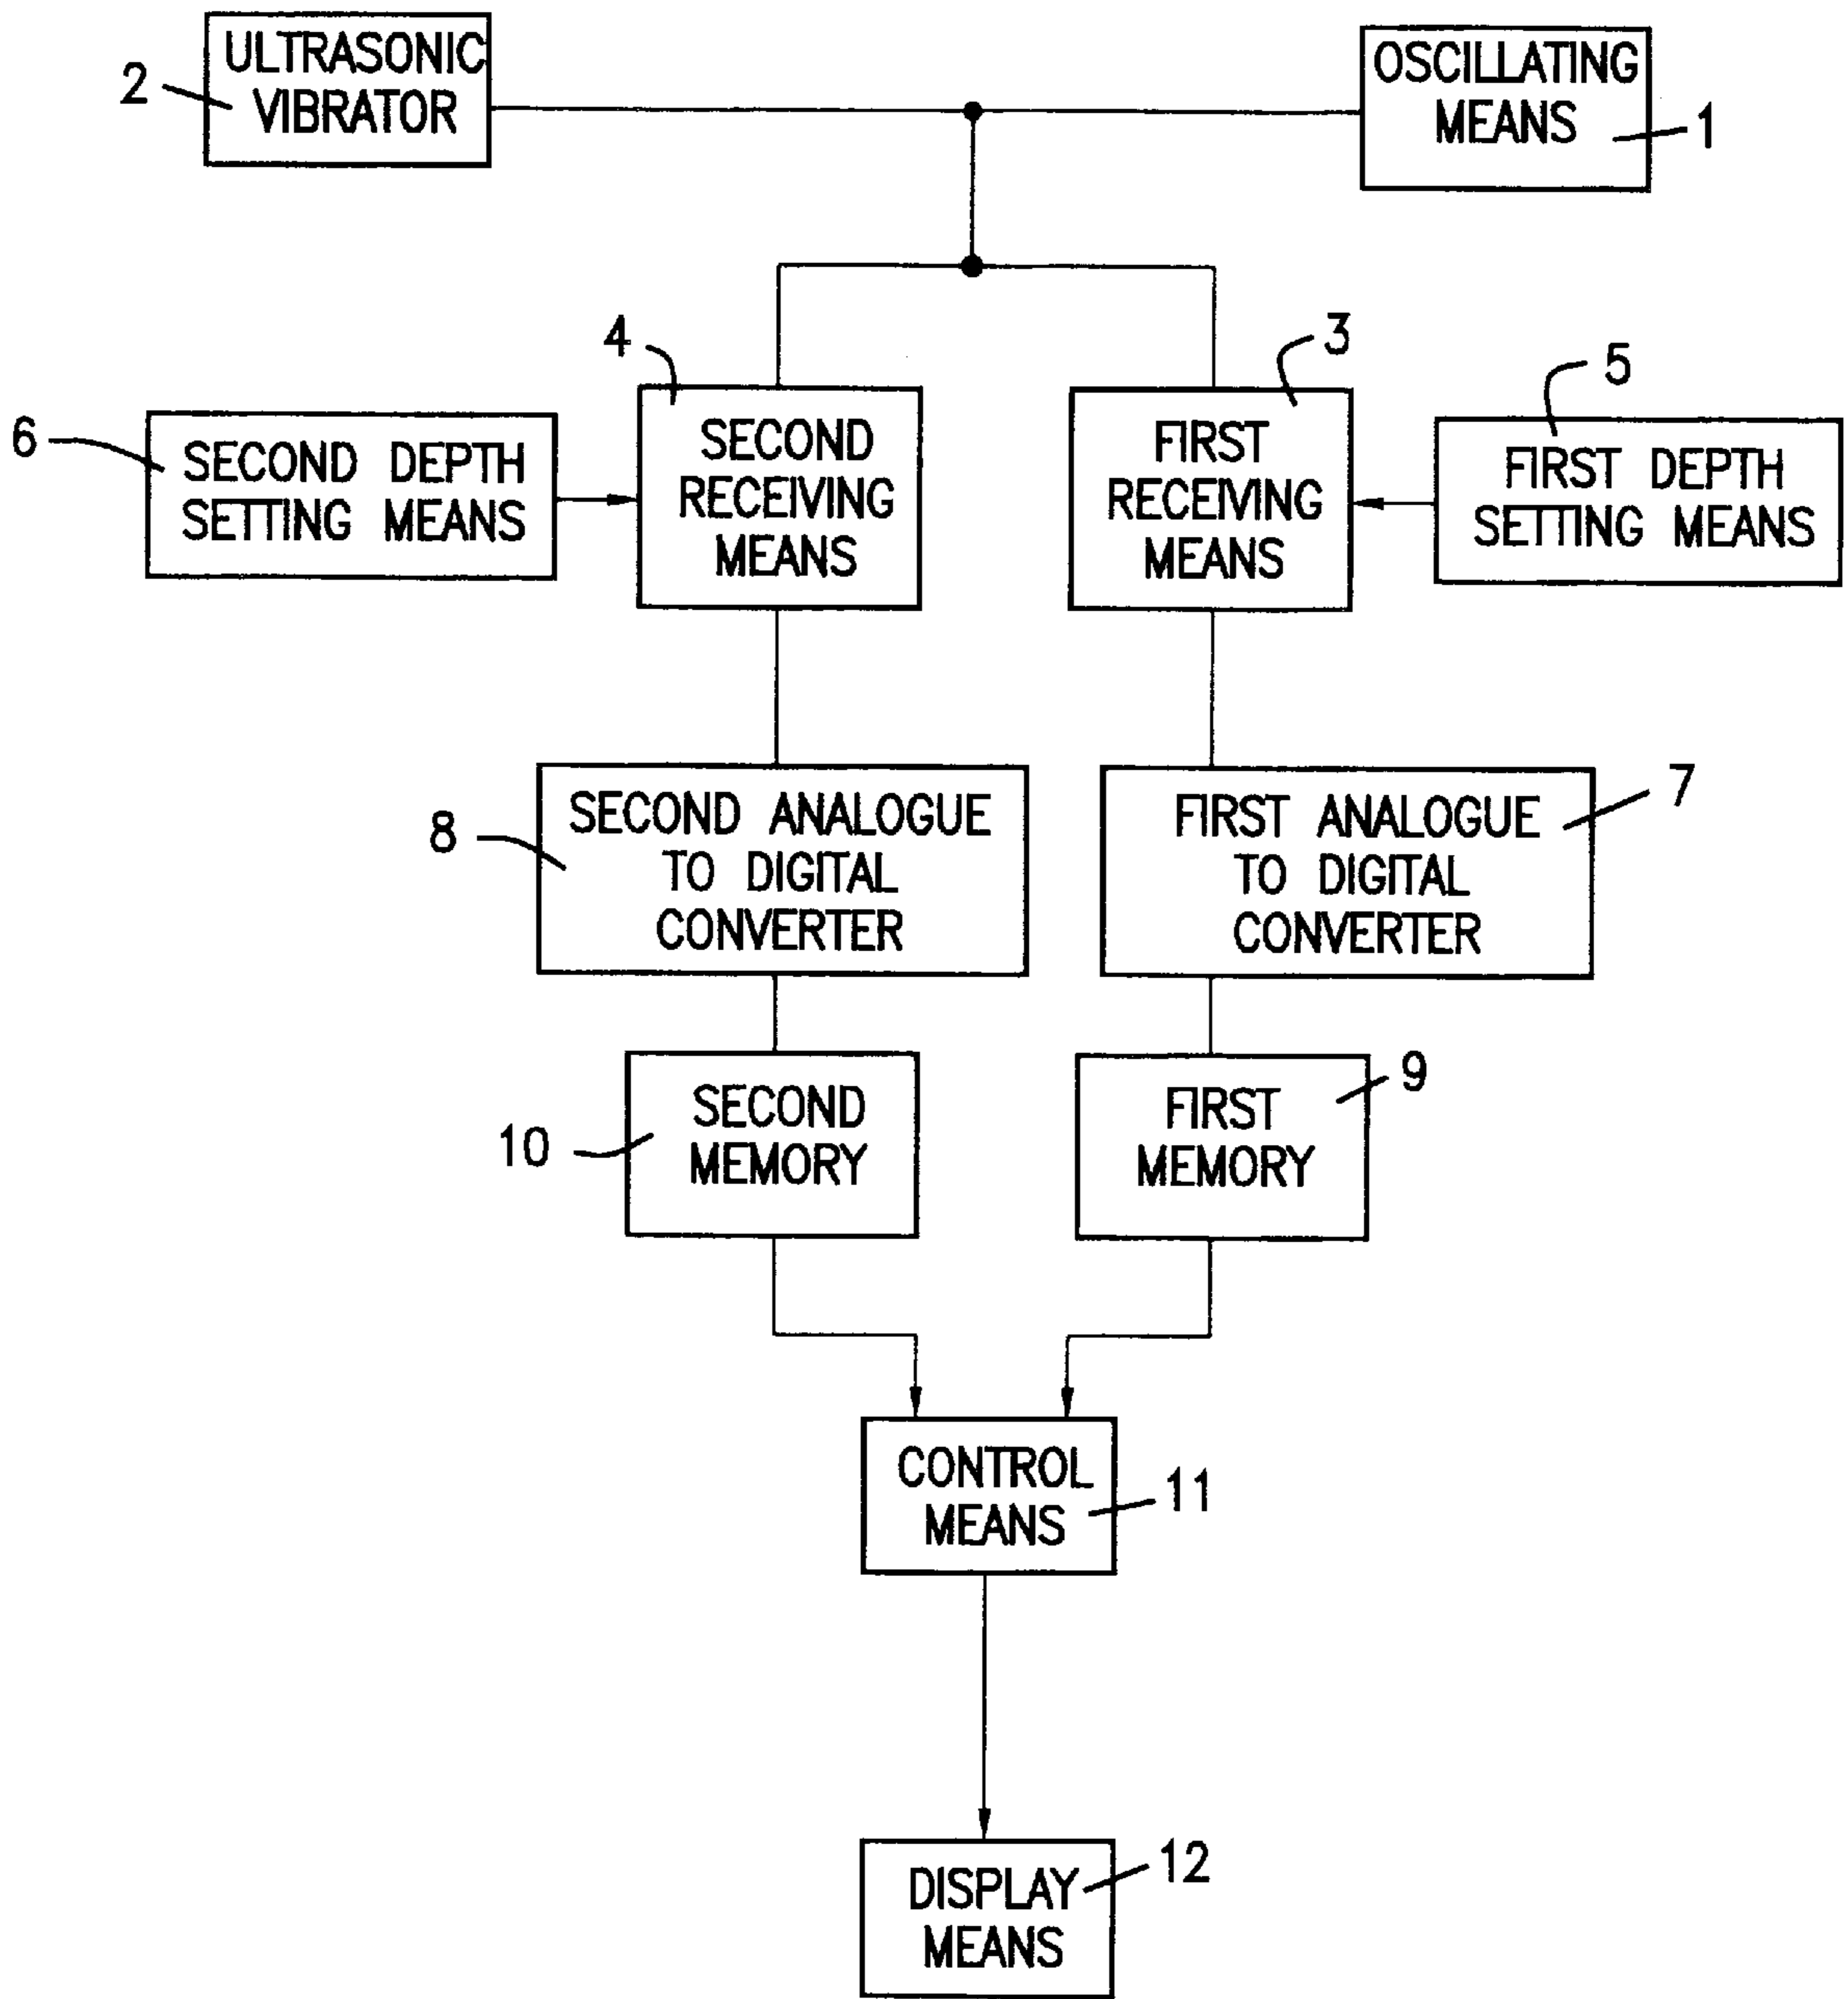 ULTRASONIC
VIBRATOR
2
OSCILLATING
MEANS
1
4
3
5
6
SECOND DEPTH
SETTING MEANS
SECOND
RECEIVING
MEANS
FIRST
RECEIVING
MEANS
FIRST DEPTH
SETTING MEANS
8
SECOND ANALOGUE
TO DIGITAL
CONVERTER
FIRST ANALOGUE
TO DIGITAL
CONVERTER
7
10
SECOND
MEMORY
FIRST
MEMORY
9
CONTROL
MEANS
11
DISPLAY
MEANS
12